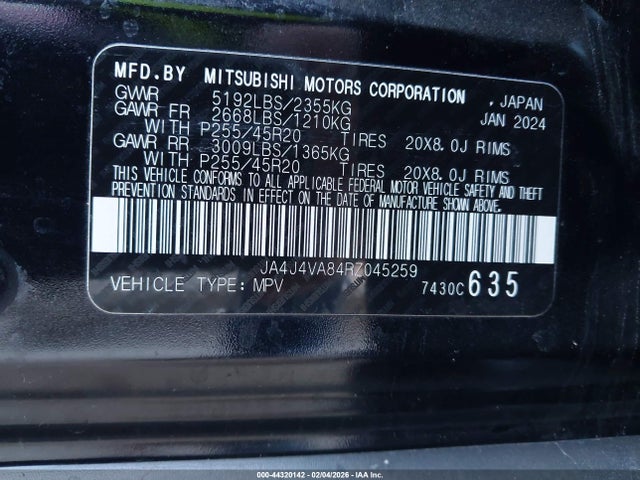 MFD.BY MITSUBISHI MOTORS CORPORATION , JAPAN
GVWR 5192LBS/2355KG JAN 2024
GAWR FR 2668LBS/1210KG
WITH P255/45R20 TIRES 20X8.0J RIMS
GAWR RR 3009LBS/1365KG
WITH P255/45R20 TIRES 20X8.0J RIMS
THIS VEHICLE CONFORMS TO ALL APPLICABLE FEDERAL MOTOR VEHICLE SAFETY AND THEFT
PREVENTION STANDARDS IN EFFECT ON THE DATE OF MANUFACTURE SHOWN ABOVE.
JA4J4VA84RZ045259
VEHICLE TYPE: MPV 7430C 635
000-44320142 - 02/04/2026 - IAA Inc.